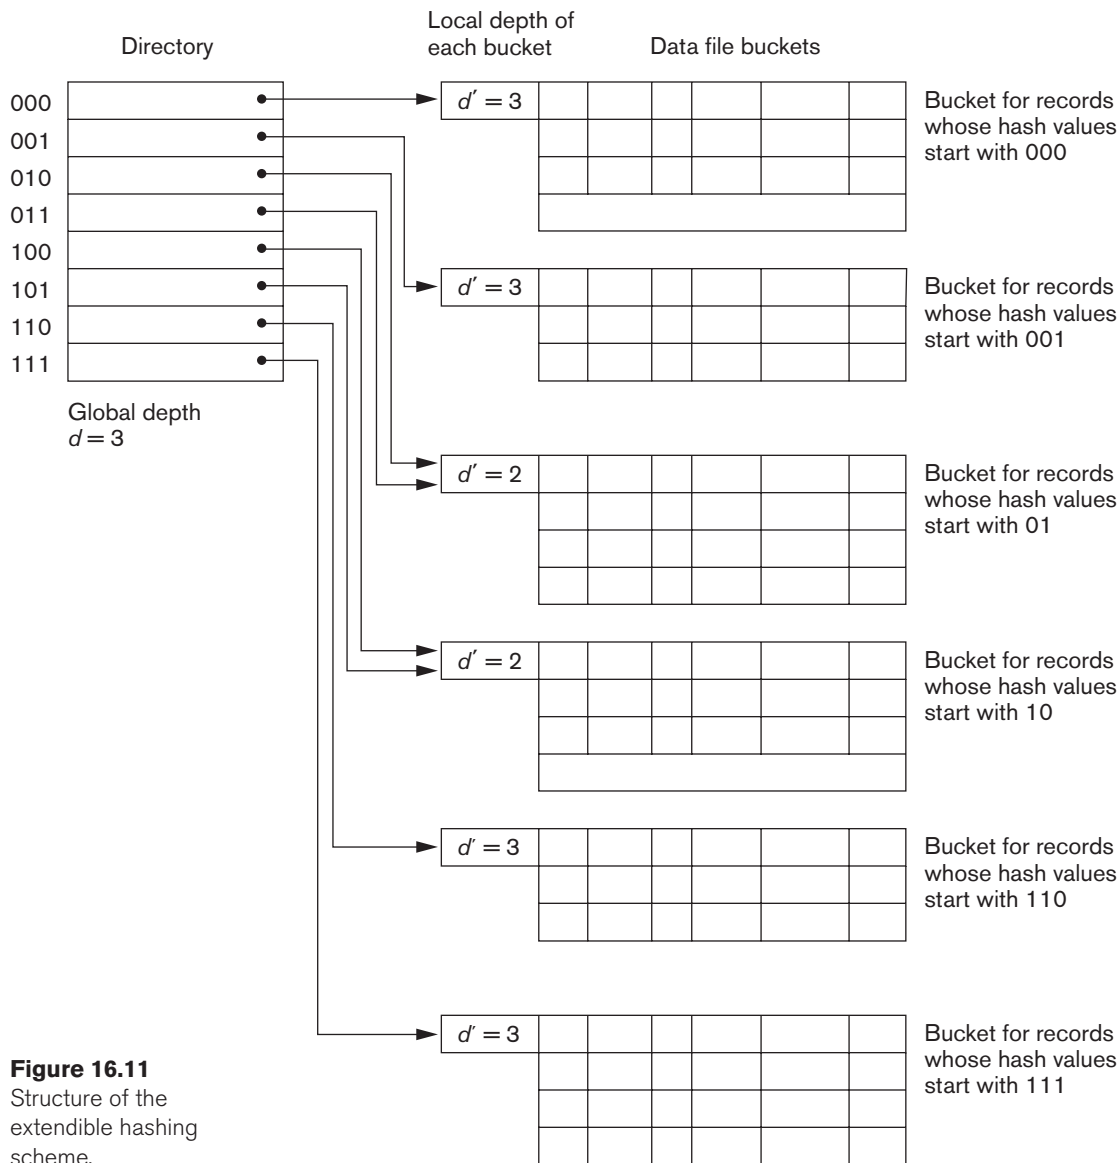 Directory
Local depth of
each bucket
Data file buckets
000
001
010
011
100
101
110
111
Global depth
d = 3
d′ = 3
Bucket for records
whose hash values
start with 000
d′ = 3
Bucket for records
whose hash values
start with 001
d′ = 2
Bucket for records
whose hash values
start with 01
d′ = 2
Bucket for records
whose hash values
start with 10
d′ = 3
Bucket for records
whose hash values
start with 110
d′ = 3
Bucket for records
whose hash values
start with 111
Figure 16.11
Structure of the
extendible hashing
scheme.